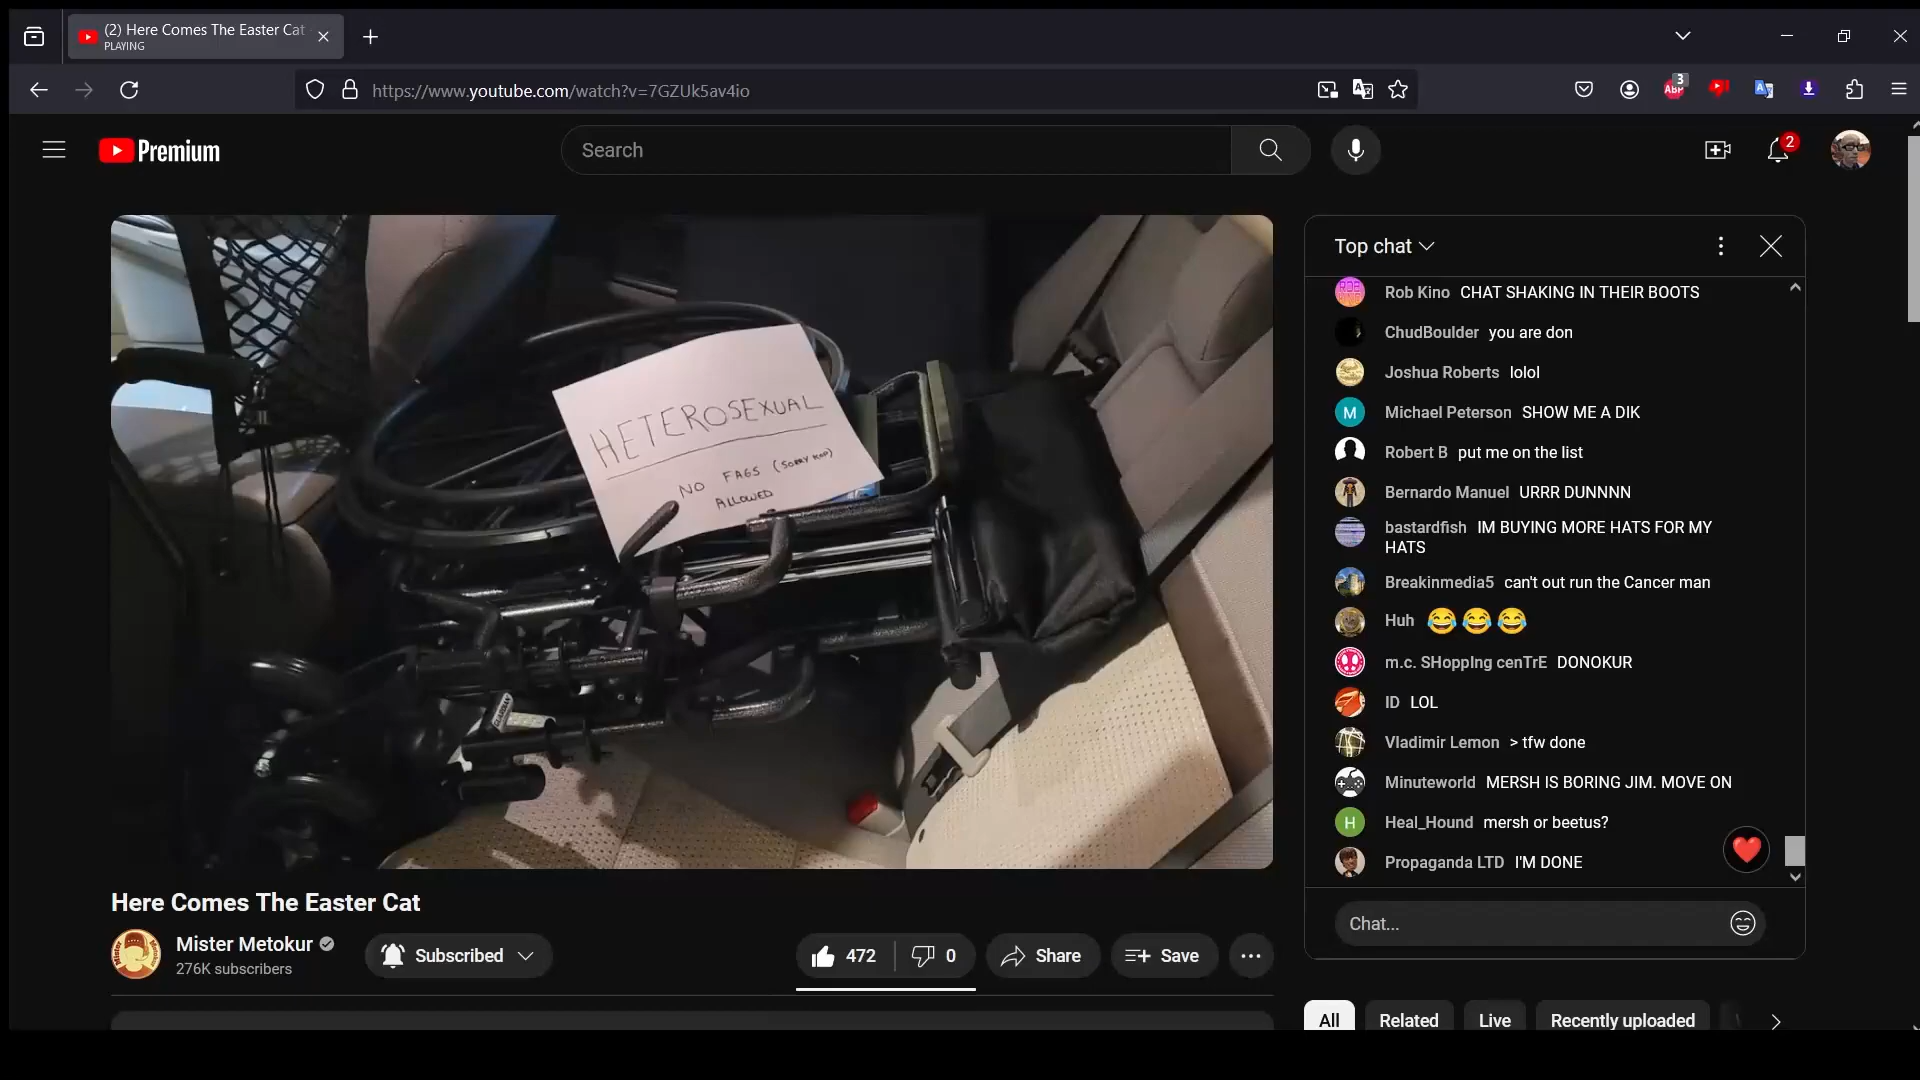 (2) Here Comes The Easter Cat
PLAYING
https://www.youtube.com/watch?v=7GZUk5av4io
3
ABP
Premium
Search
2
HETEROSEXUAL
NO FAGS (SORRY
ALLOWED
Top chat
Rob Kino CHAT SHAKING IN THEIR BOOTS
ChudBoulder you are don
Joshua Roberts lolol
M Michael Peterson SHOW ME A DIK
Robert B put me on the list
Bernardo Manuel URRR DUNNNN
bastardfish IM BUYING MORE HATS FOR MY
HATS
Breakinmedia5 can't out run the Cancer man
Huh 😂😂😂
m.c. SHoppIng cenTrE DONOKUR
ID LOL
Vladimir Lemon > tfw done
Minuteworld MERSH IS BORING JIM. MOVE ON
H Heal_Hound mersh or beetus?
Propaganda LTD I'M DONE
Chat...
Here Comes The Easter Cat
Mister Metokur
276K subscribers
Subscribed
472
0
Share
Save
All
Related
Live
Recently uploaded